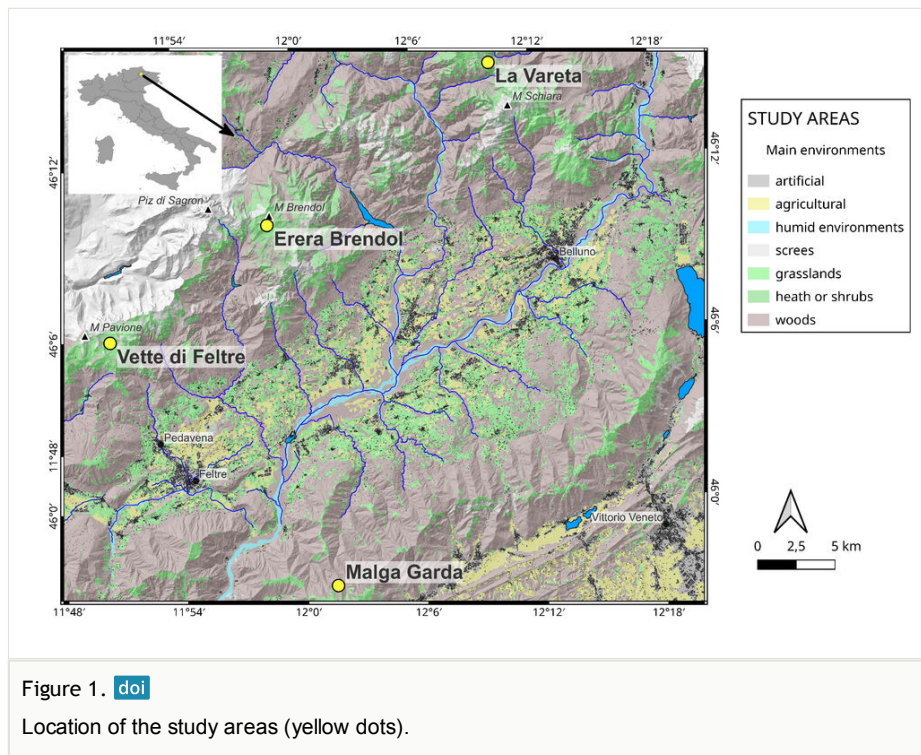 11°54′ 12°0′ 12°6′ 12°12′ 12°18′
La Vareta
M Schiara
46°12′
46°12′
Piz di Sagron
M Brendol
Erera Brendol
Belluno
46°6′
46°6′
M Pavione
Vette di Feltre
Pedavena
11°48′
Feltre
46°0′
46°0′
Vittorio Veneto
Malga Garda
11°48′ 11°54′ 12°0′ 12°6′ 12°12′ 12°18′
STUDY AREAS
Main environments
artificial
agricultural
humid environments
screes
grasslands
heath or shrubs
woods
0 2,5 5 km
Figure 1. doi
Location of the study areas (yellow dots).